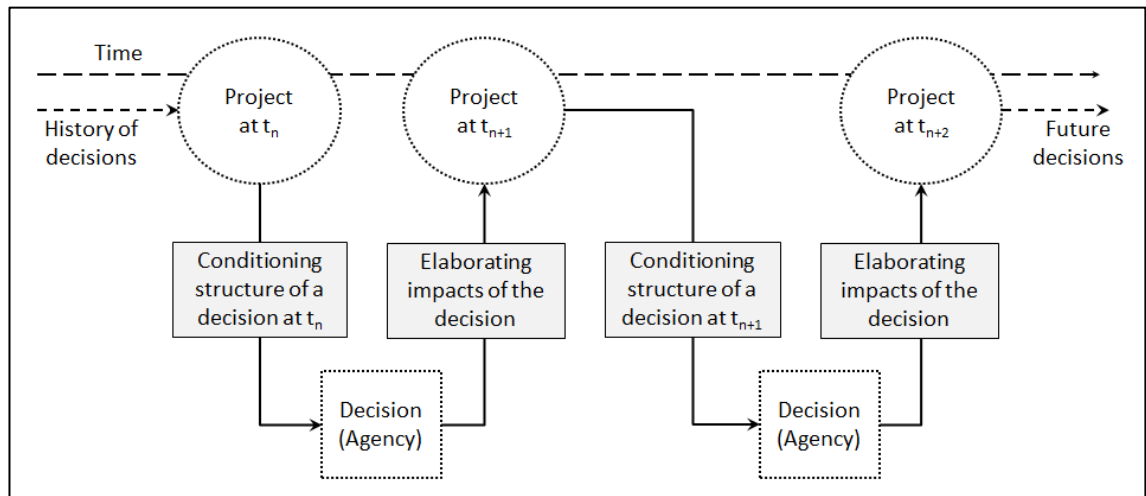 Time
History of
decisions
Project
at tn
Project
at tn+1
Project
at tn+2
Future
decisions
Conditioning
structure of a
decision at tn
Elaborating
impacts of the
decision
Conditioning
structure of a
decision at tn+1
Elaborating
impacts of the
decision
Decision
(Agency)
Decision
(Agency)